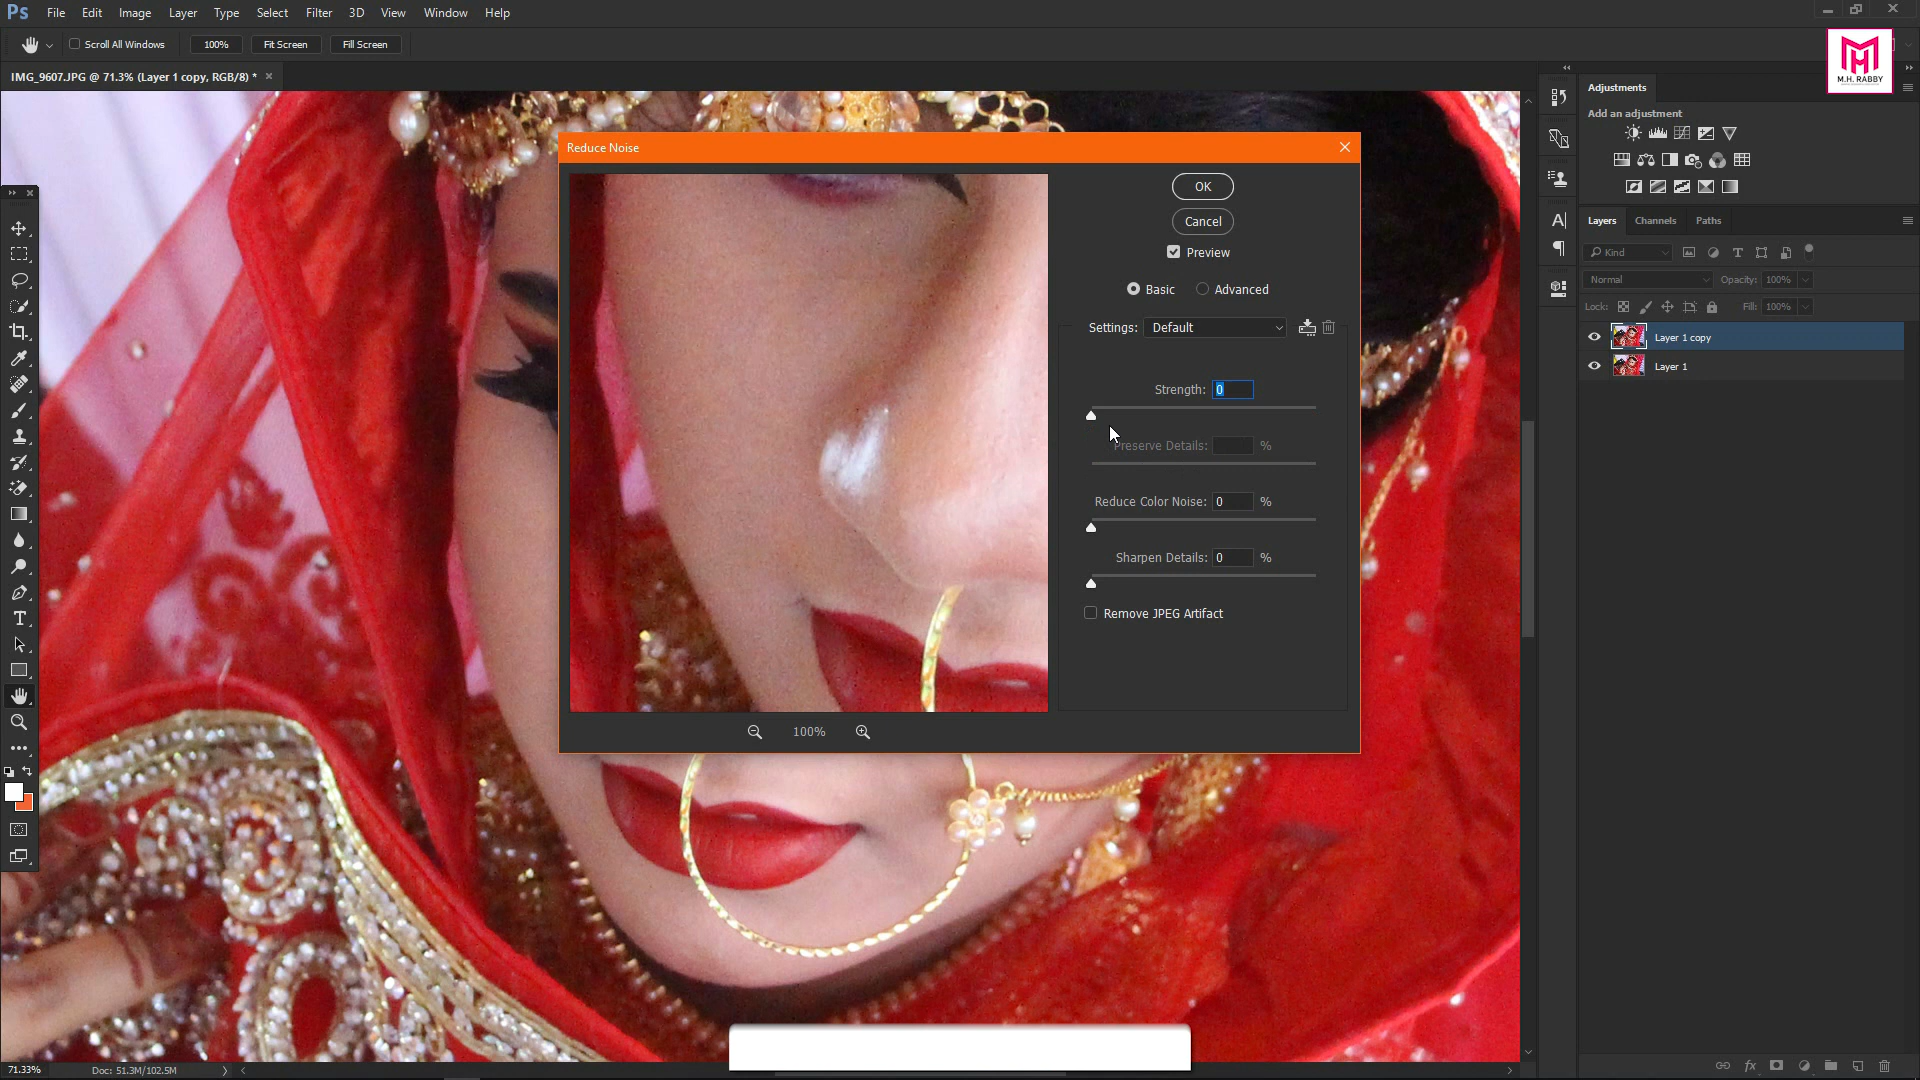 Ps File Edit Image Layer Type Select Filter 3D View Window Help
Scroll All Windows 100% Fit Screen Fill Screen
IMG_9607.JPG @ 71.3% (Layer 1 copy, RGB/8) *
M.H. RABBY
Adjustments
Add an adjustment
Layers Channels Paths
Kind
Normal Opacity: 100%
Lock: Fill: 100%
Layer 1 copy
Layer 1
Reduce Noise
OK
Cancel
Preview
Basic Advanced
Settings: Default
Strength: 0
Preserve Details: %
Reduce Color Noise: 0 %
Sharpen Details: 0 %
Remove JPEG Artifact
100%
71.33% Doc: 51.3M/102.5M